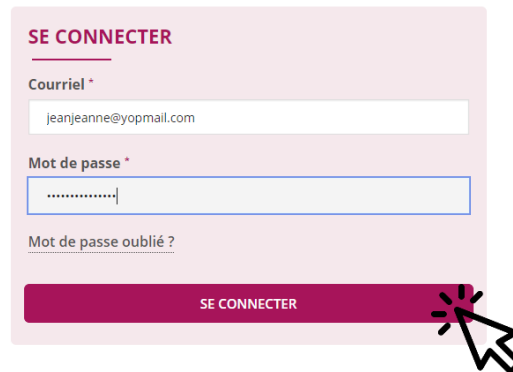 SE CONNECTER
Courriel *
jeanjeanne@yopmail.com
Mot de passe *
•••••••••••••••
Mot de passe oublié ?
SE CONNECTER